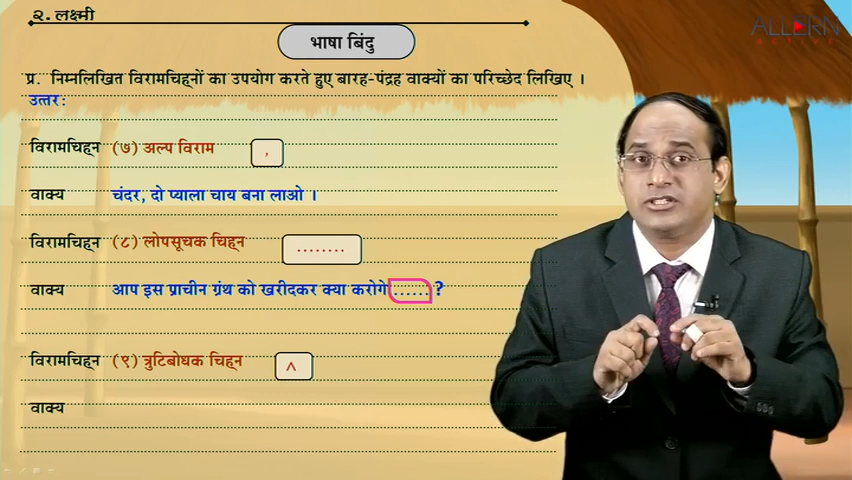 २. लक्ष्मी
भाषा बिंदु
प्र. निम्नलिखित विरामचिह्नों का उपयोग करते हुए बारह-पंद्रह वाक्यों का परिच्छेद लिखिए ।
उत्तर:
विरामचिह्न (७) अल्प विराम ,
वाक्य चंदर, दो प्याला चाय बना लाओ ।
विरामचिह्न (८) लोपसूचक चिह्न ........
वाक्य आप इस प्राचीन ग्रंथ को खरीदकर क्या करोगे ...... ?
विरामचिह्न (९) त्रुटिबोधक चिह्न ^
वाक्य